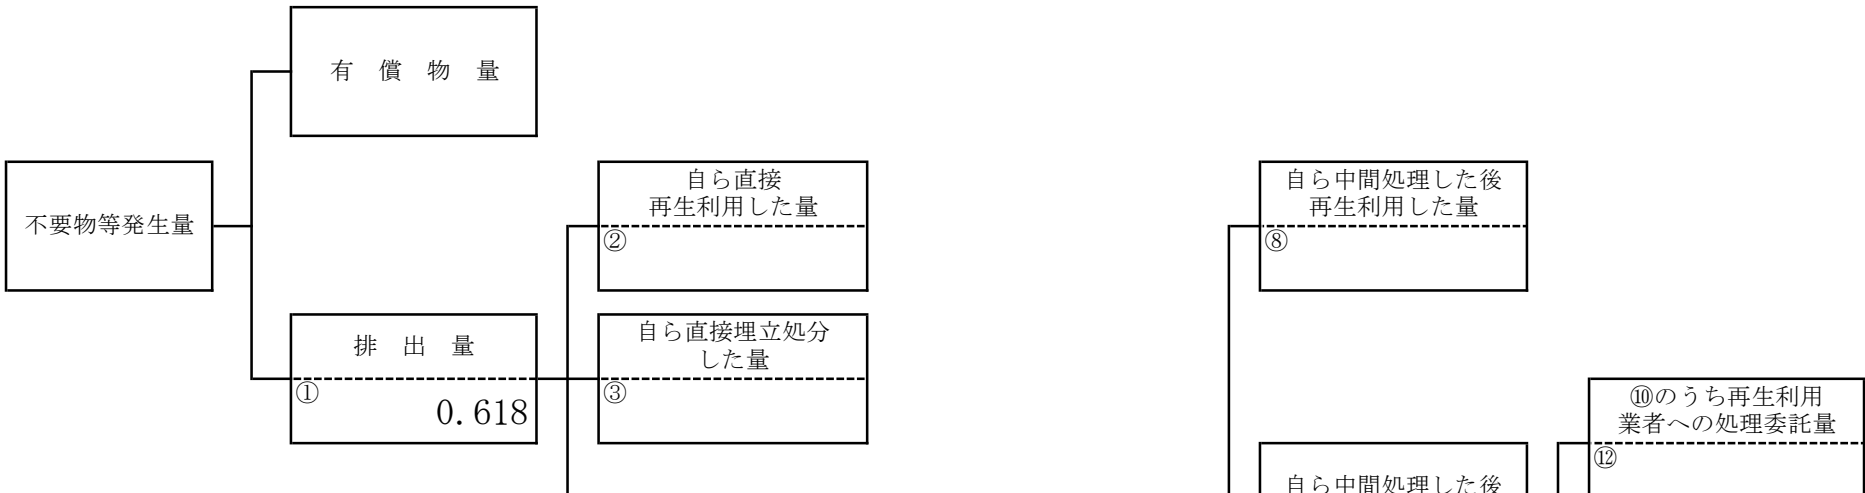 有 償 物 量
不要物等発生量
自ら直接
再生利用した量
②
自ら中間処理した後
再生利用した量
⑧
排 出 量
①
0.618
自ら直接埋立処分
した量
③
⑩のうち再生利用
業者への処理委託量
⑫
自ら中間処理した後